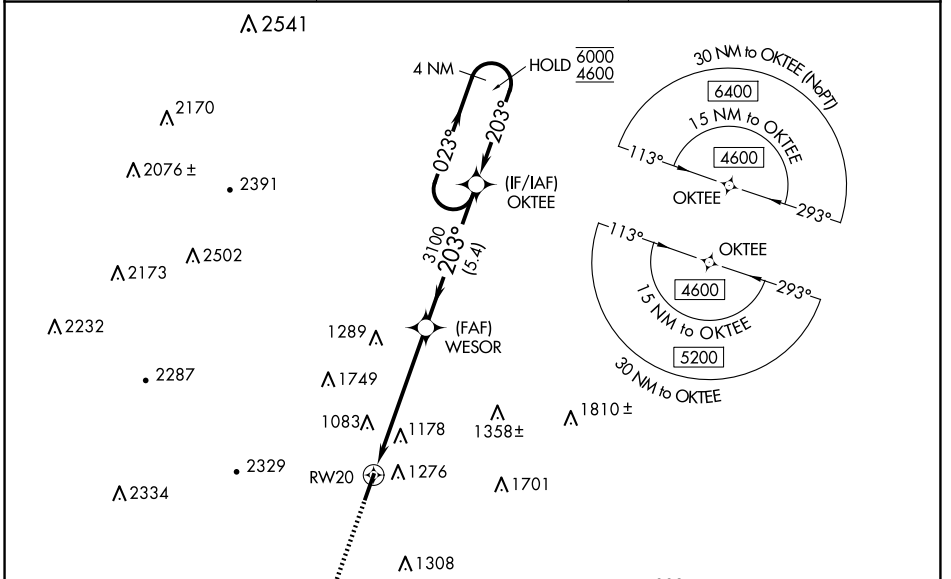 2541
6000
4 NM
HOLD
4600
30 NM to OKTEE (NoPT)
6400
15 NM to OKTEE
4600
2170
203°
023°
113°
2076 ±
2391
(IF/IAF)
OKTEE
OKTEE
293°
113°
OKTEE
3100
203°
(5.4)
2502
2173
4600
293°
15 NM to OKTEE
2232
1289
(FAF)
WESOR
5200
30 NM to OKTEE
2287
1749
1083
1178
1358±
1810 ±
2329
RW20
1276
2334
1701
1308